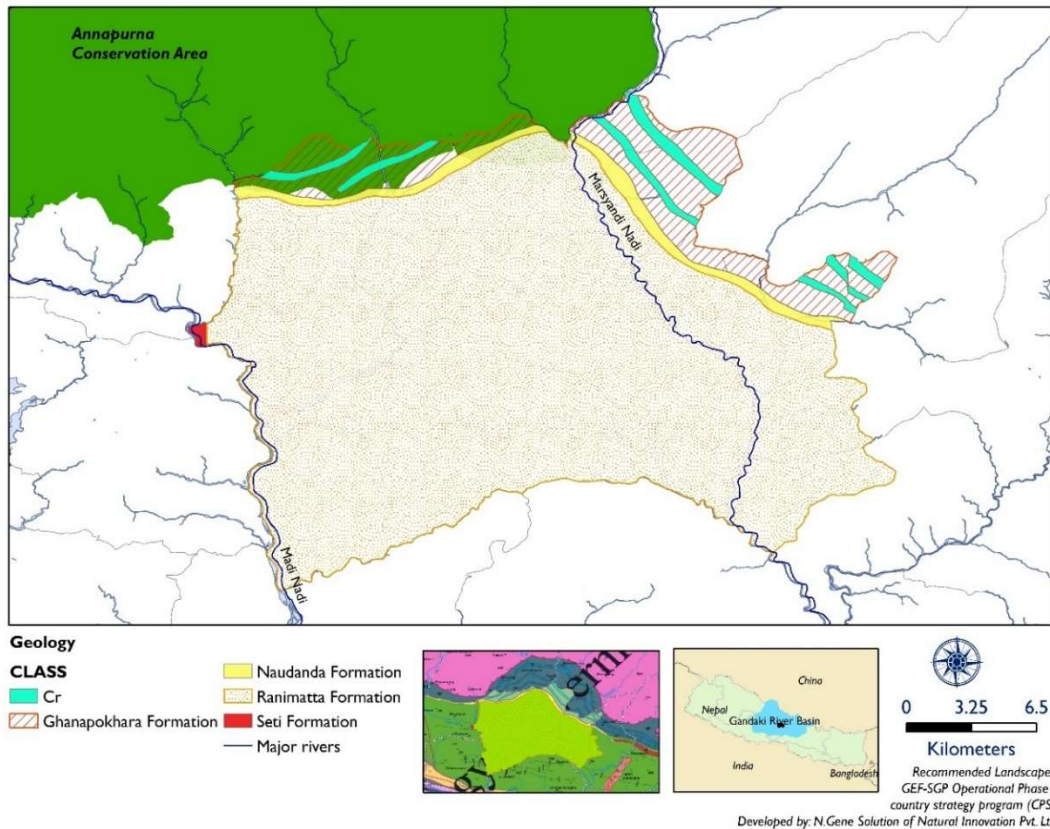 Annapurna
Conservation Area
Marsyandi Nadi
Madi Nadi
Geology
CLASS
Cr
Ghanapokhara Formation
Naudanda Formation
Ranimatta Formation
Seti Formation
Major rivers
China
Nepal
Gandaki River Basin
India
Bangladesh
0 3.25 6.5
Kilometers
Recommended Landscape
GEF-SGP Operational Phase
country strategy program (CPS
Developed by: N.Gene Solution of Natural Innovation Pvt. Lt